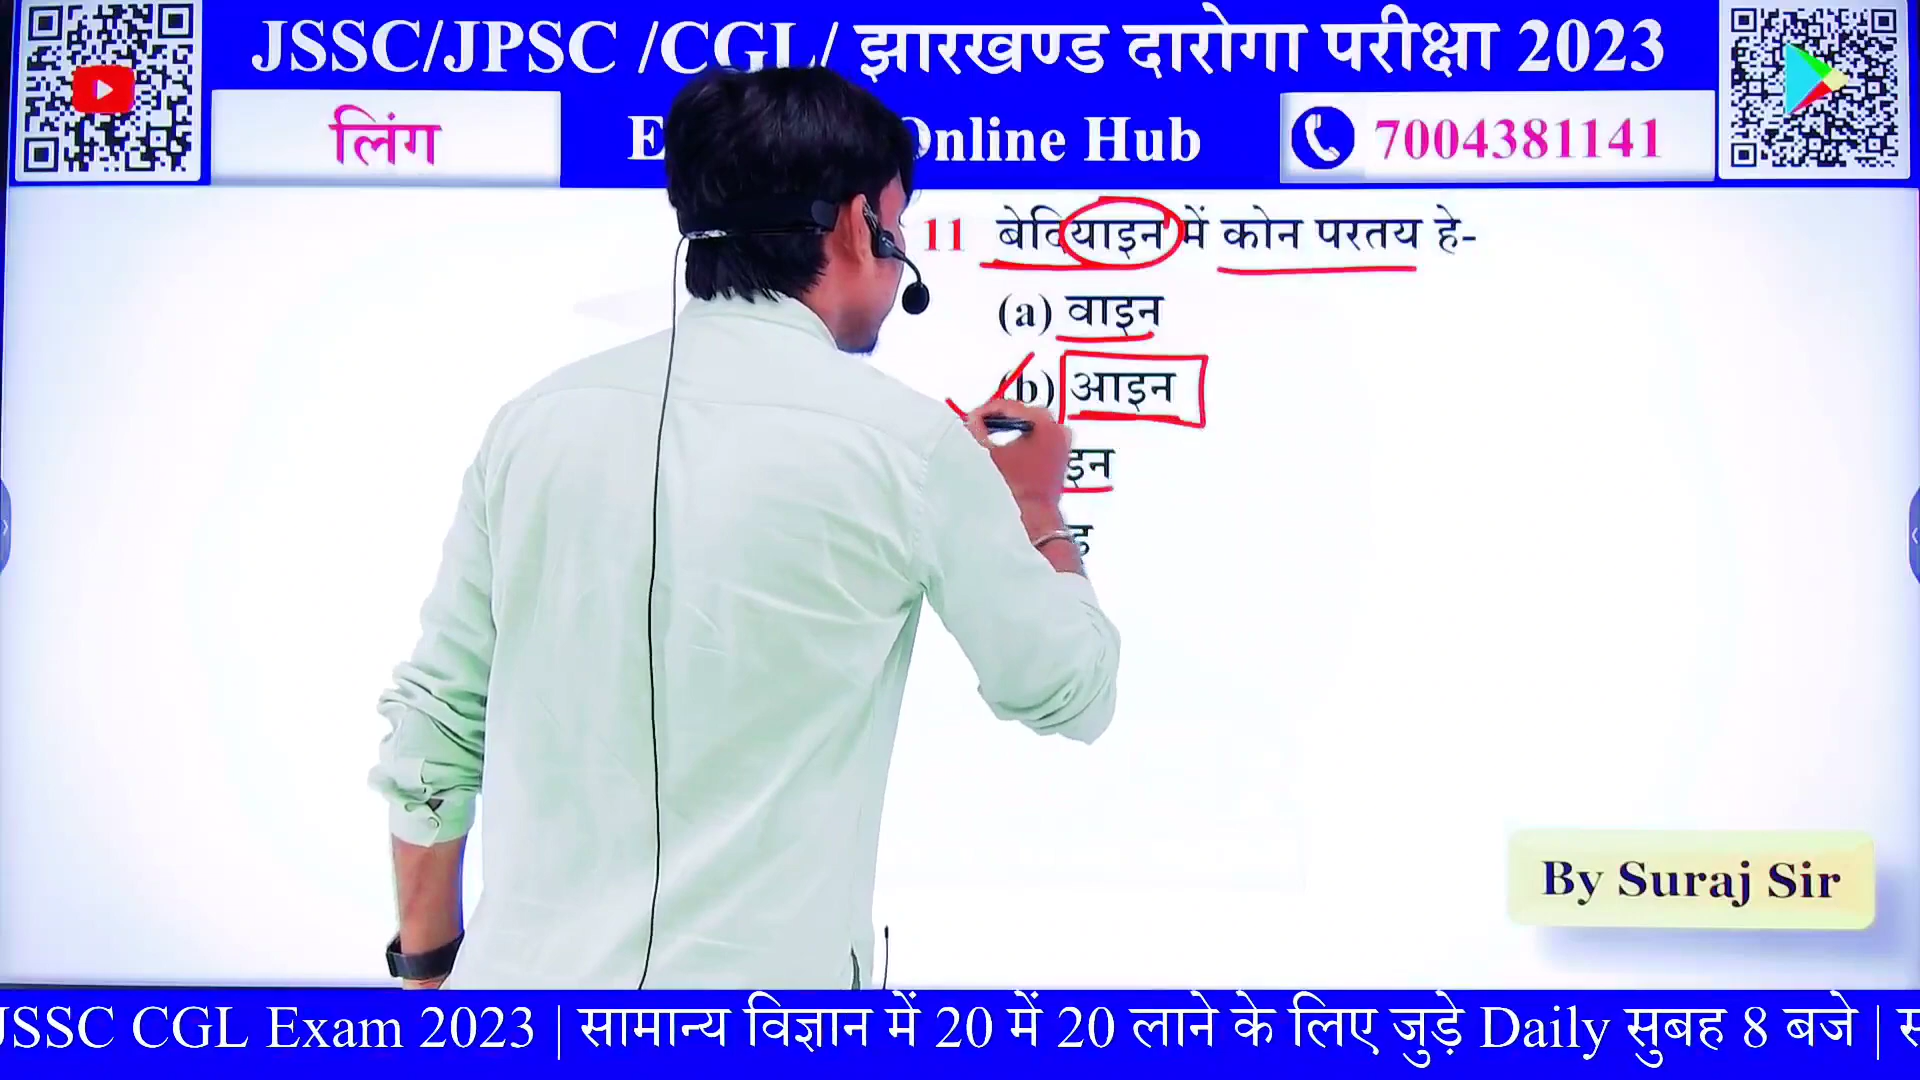 JSSC/JPSC /CGL/ झारखण्ड दारोगा परीक्षा 2023
लिंग
Online Hub
7004381141
11 बेदियाइन में कोन परतय हे-
(a) वाइन
(b) आइन
इन
By Suraj Sir
JSSC CGL Exam 2023 | सामान्य विज्ञान में 20 में 20 लाने के लिए जुड़े Daily सुबह 8 बजे |